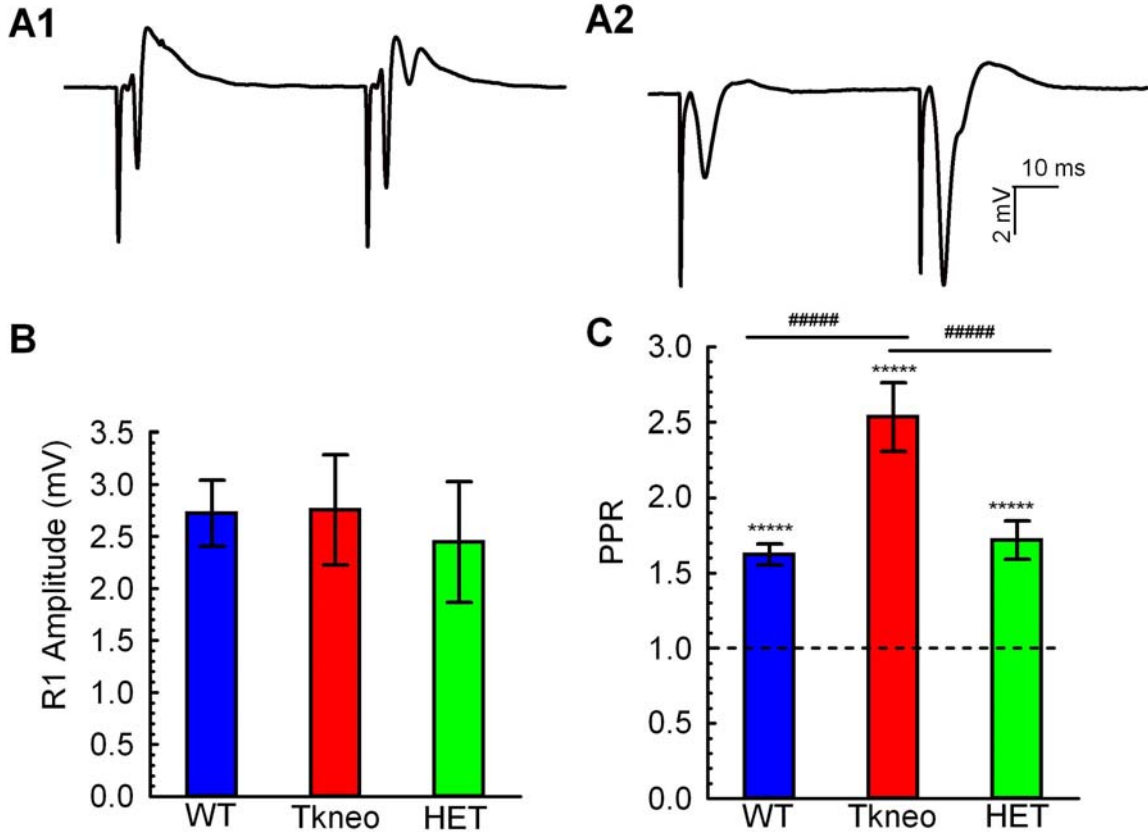 A1
A2
10 ms
2 mV
B
R1 Amplitude (mV)
3.5
3.0
2.5
2.0
1.5
1.0
0.5
0.0
WT
Tkneo
HET
C
#####
#####
PPR
3.0
2.5
2.0
1.5
1.0
0.5
0.0
*****
*****
*****
WT
Tkneo
HET